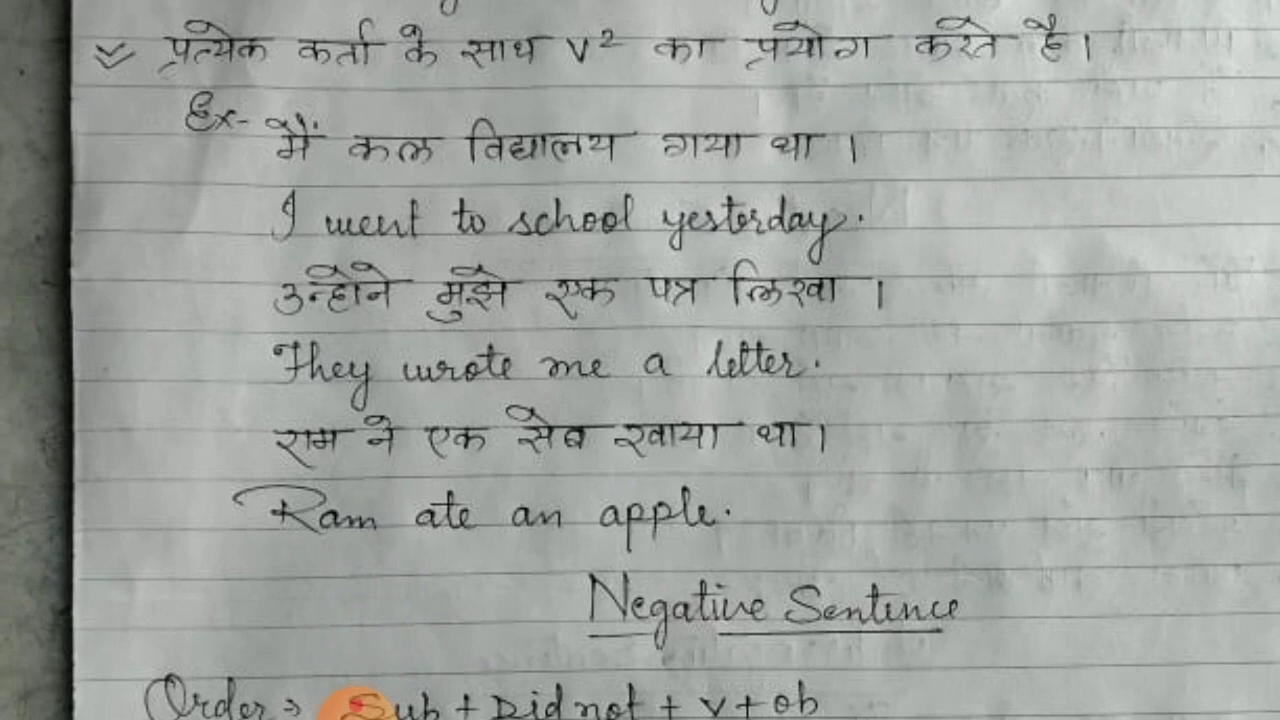 प्रत्येक कर्ता के साथ V² का प्रयोग करते है।
Ex- मैं कल विद्यालय गया था।
I went to school yesterday.
उन्होंने मुझे एक पत्र लिखा।
They wrote me a letter.
राम ने एक सेब खाया था।
Ram ate an apple.
Negative Sentence
Order ⇒ Sub + Did not + V + ob